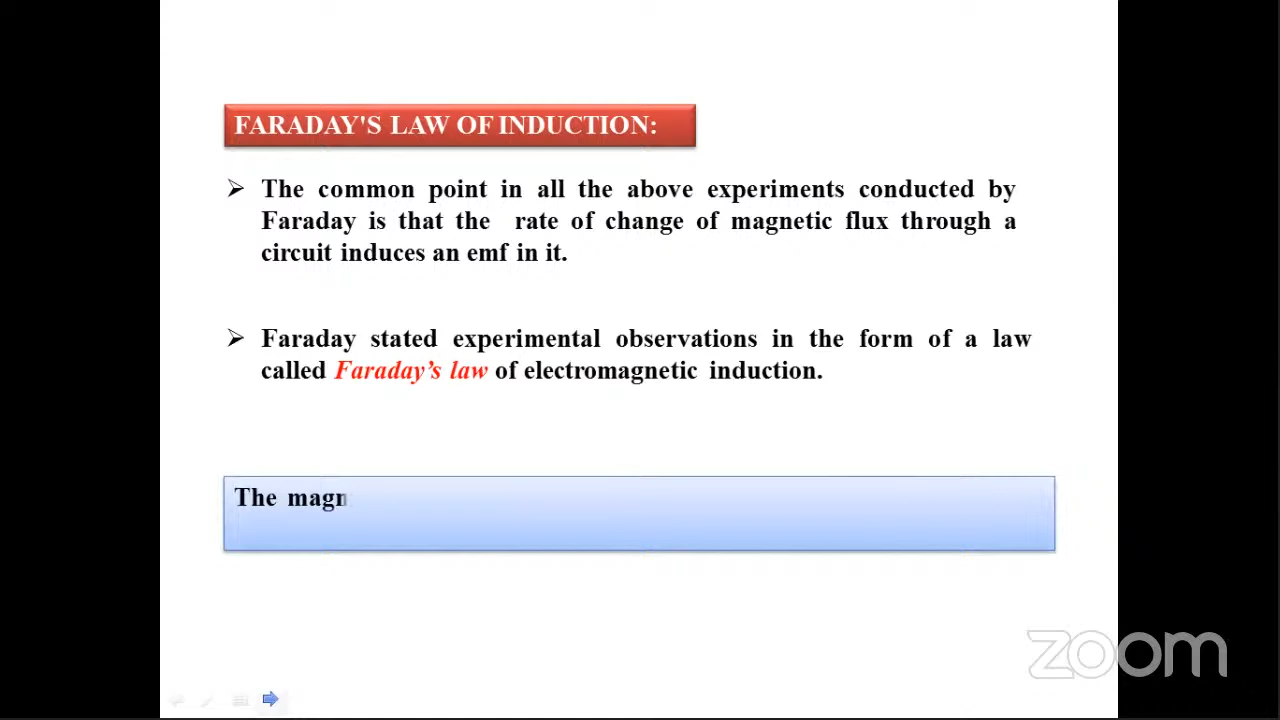 FARADAY'S LAW OF INDUCTION:
The common point in all the above experiments conducted by
Faraday is that the rate of change of magnetic flux through a
circuit induces an emf in it.
Faraday stated experimental observations in the form of a law
called Faraday's law of electromagnetic induction.
The magn
zoom